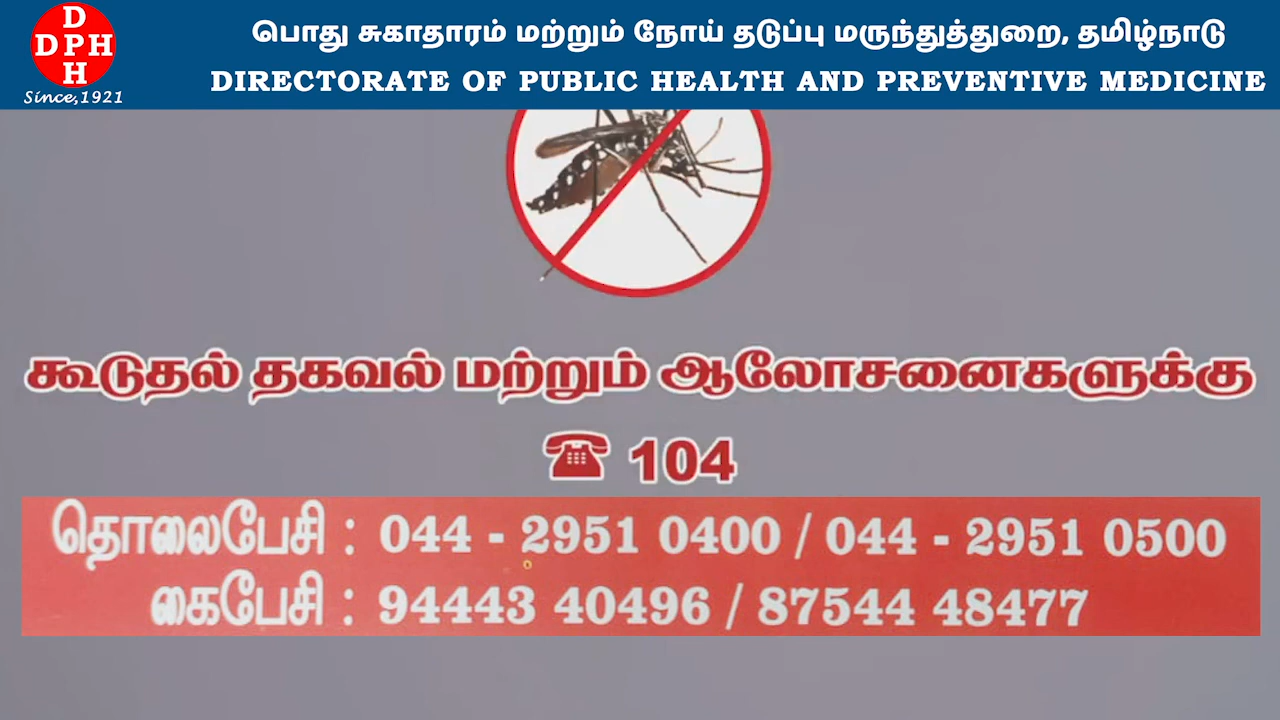 D
DPH
H
Since,1921
பொது சுகாதாரம் மற்றும் நோய் தடுப்பு மருந்துத்துறை, தமிழ்நாடு
DIRECTORATE OF PUBLIC HEALTH AND PREVENTIVE MEDICINE
கூடுதல் தகவல் மற்றும் ஆலோசனைகளுக்கு
☎ 104
தொலைபேசி : 044 - 2951 0400 / 044 - 2951 0500
கைபேசி : 94443 40496 / 87544 48477